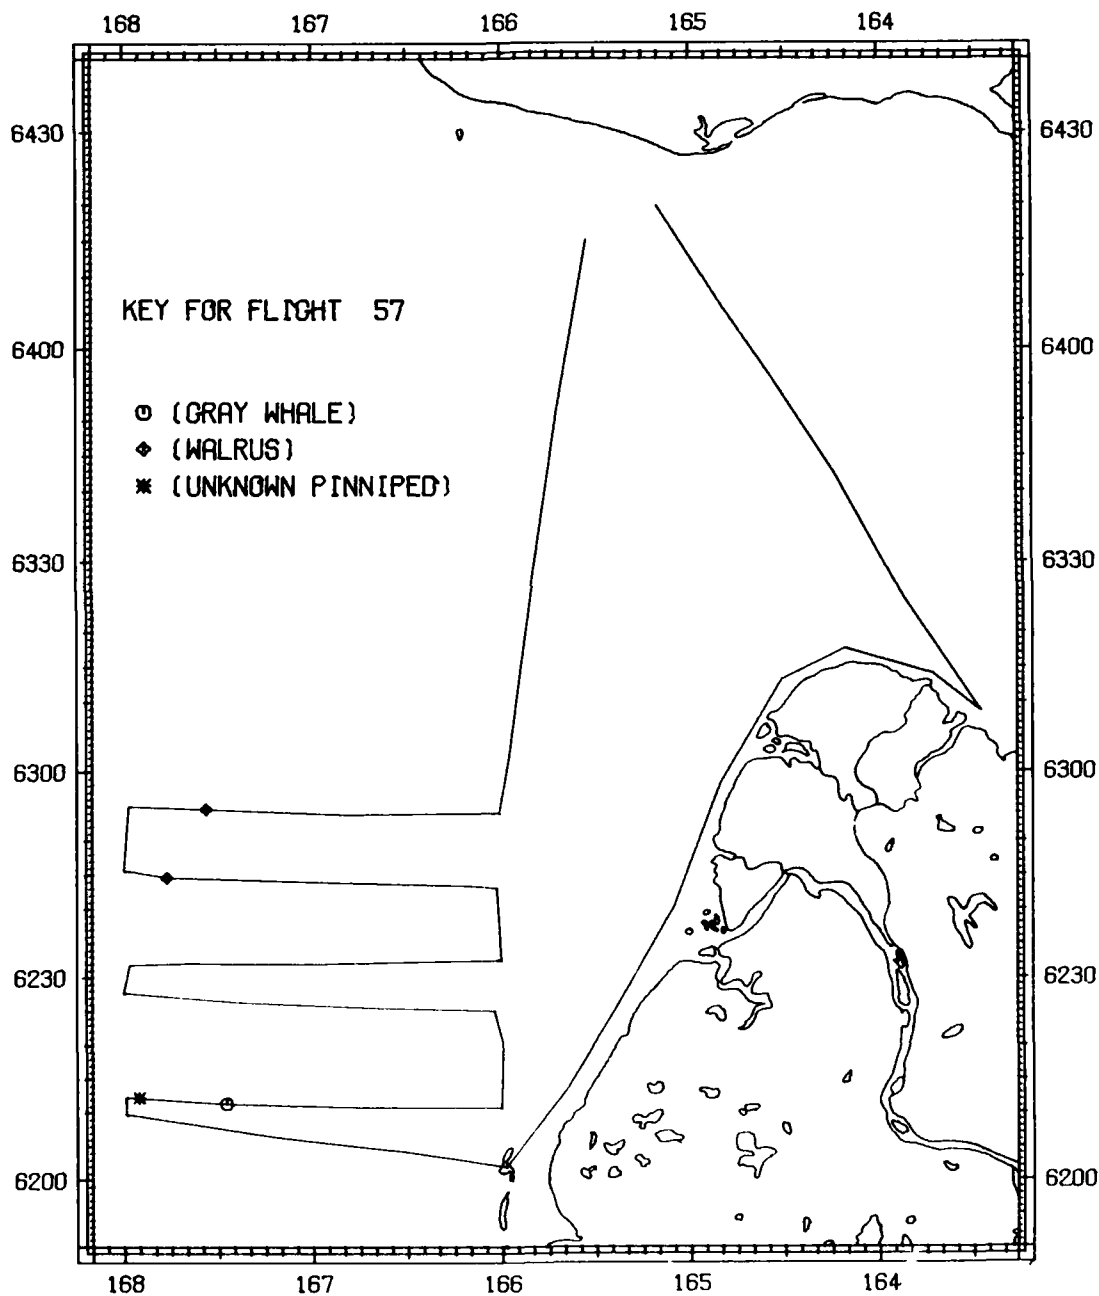 168 167 166 165 164
6430 6430
KEY FOR FLIGHT 57
6400 6400
(GRAY WHALE)
(WALRUS)
(UNKNOWN PINNIPED)
6330 6330
6300 6300
6230 6230
6200 6200
168 167 166 165 164